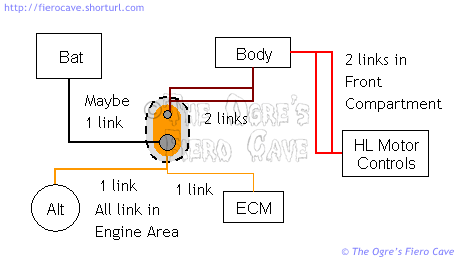 http://fierocave.shorturl.com
Bat
Body
2 links in
Front
Compartment
Maybe
1 link
The Ogre's
Fiero Cave
2 links
HL Motor
Controls
1 link
1 link
Alt
All link in
Engine Area
ECM
© The Ogre's Fiero Cave